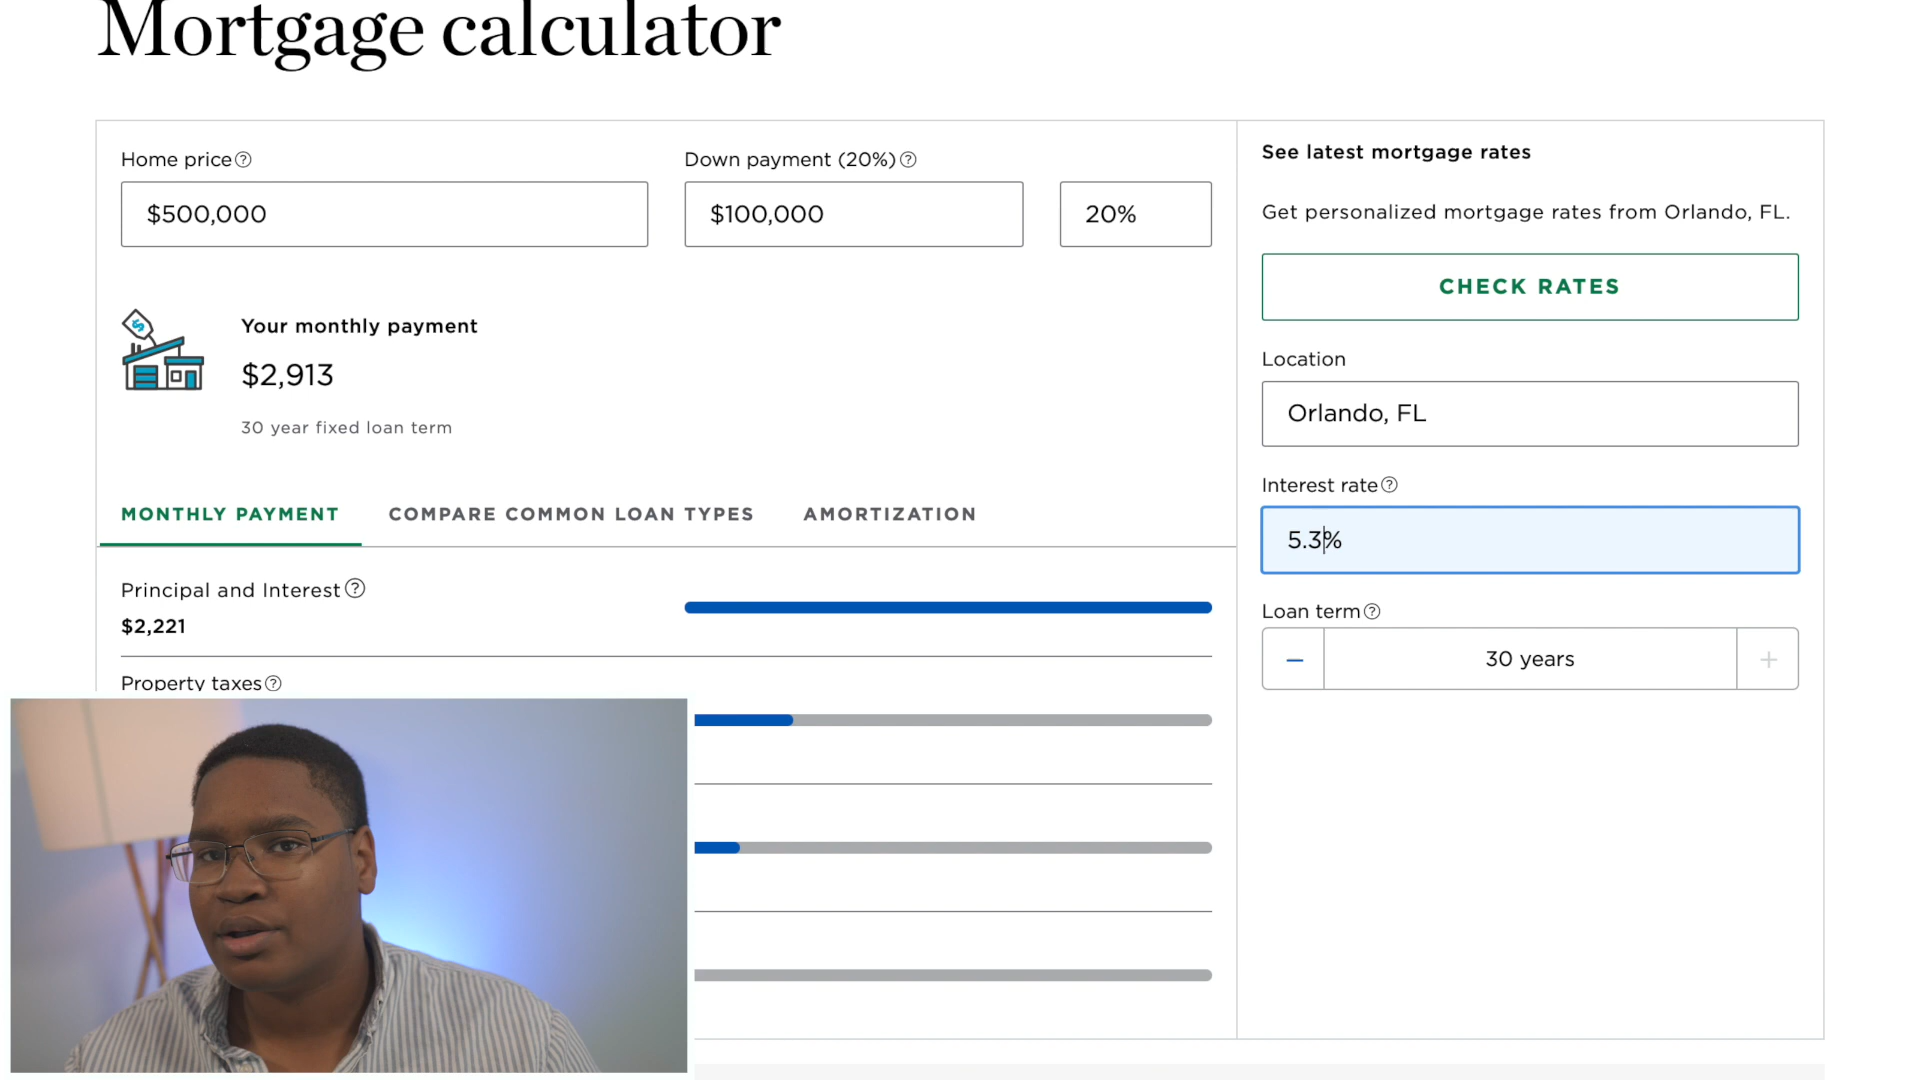 Mortgage calculator
Home price
Down payment (20%)
$500,000
$100,000
20%
Your monthly payment
$2,913
30 year fixed loan term
MONTHLY PAYMENT
COMPARE COMMON LOAN TYPES
AMORTIZATION
Principal and Interest
$2,221
Property taxes
See latest mortgage rates
Get personalized mortgage rates from Orlando, FL.
CHECK RATES
Location
Orlando, FL
Interest rate
5.3%
Loan term
30 years